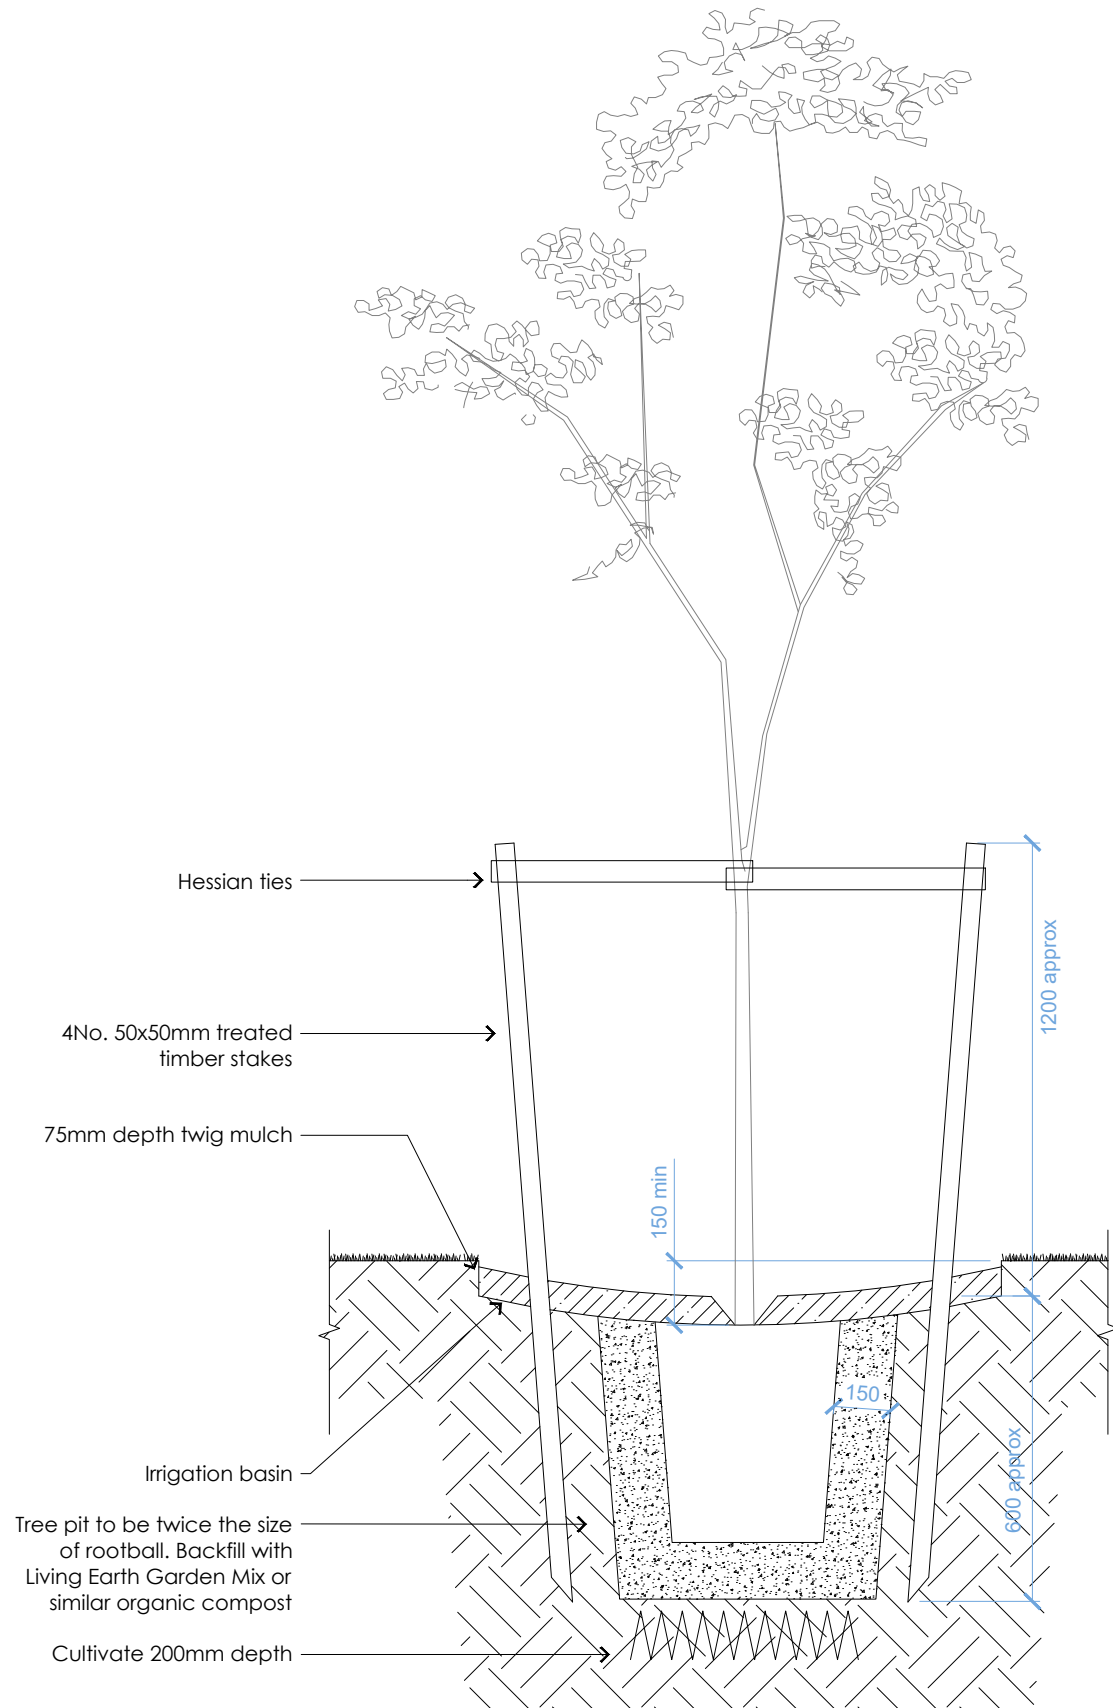 Hessian ties
4No. 50x50mm treated
timber stakes
75mm depth twig mulch
Irrigation basin
Tree pit to be twice the size
of rootball. Backfill with
Living Earth Garden Mix or
similar organic compost
Cultivate 200mm depth
1200 approx
150 min
150
600 approx